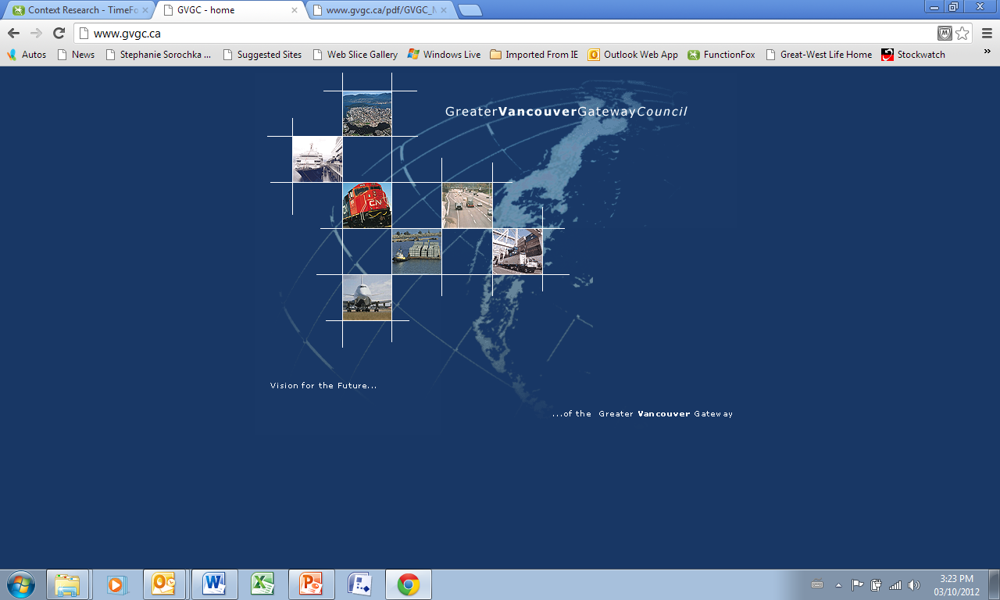 Context Research - TimeFo
GVGC - home
www.gvgc.ca/pdf/GVGC_N
www.gvgc.ca
Autos
News
Stephanie Sorochka ...
Suggested Sites
Web Slice Gallery
Windows Live
Imported From IE
Outlook Web App
FunctionFox
Great-West Life Home
Stockwatch
»
GreaterVancouverGatewayCouncil
CN
Vision for the Future...
...of the Greater Vancouver Gateway
3:23 PM
03/10/2012